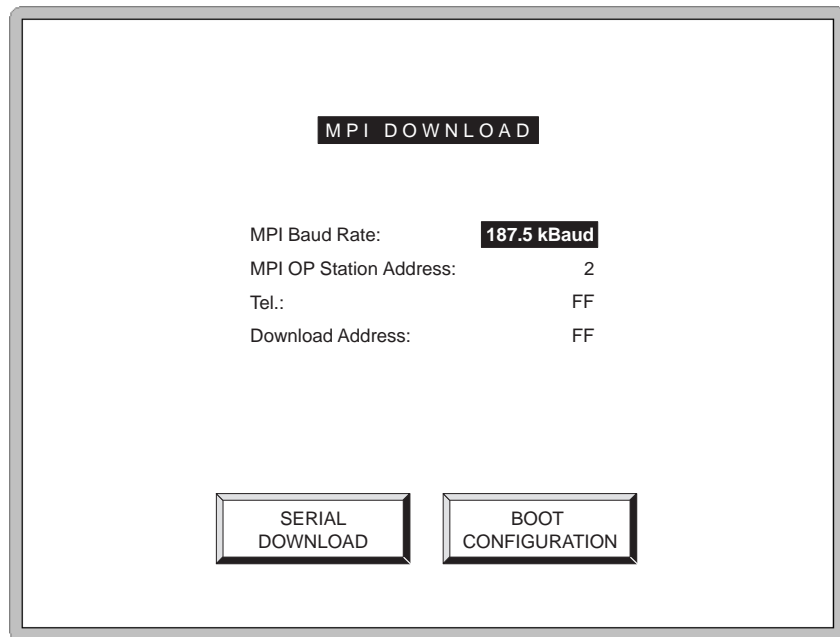 MPI DOWNLOAD
MPI Baud Rate: 187.5 kBaud
MPI OP Station Address: 2
Tel.: FF
Download Address: FF
SERIAL
DOWNLOAD
BOOT
CONFIGURATION